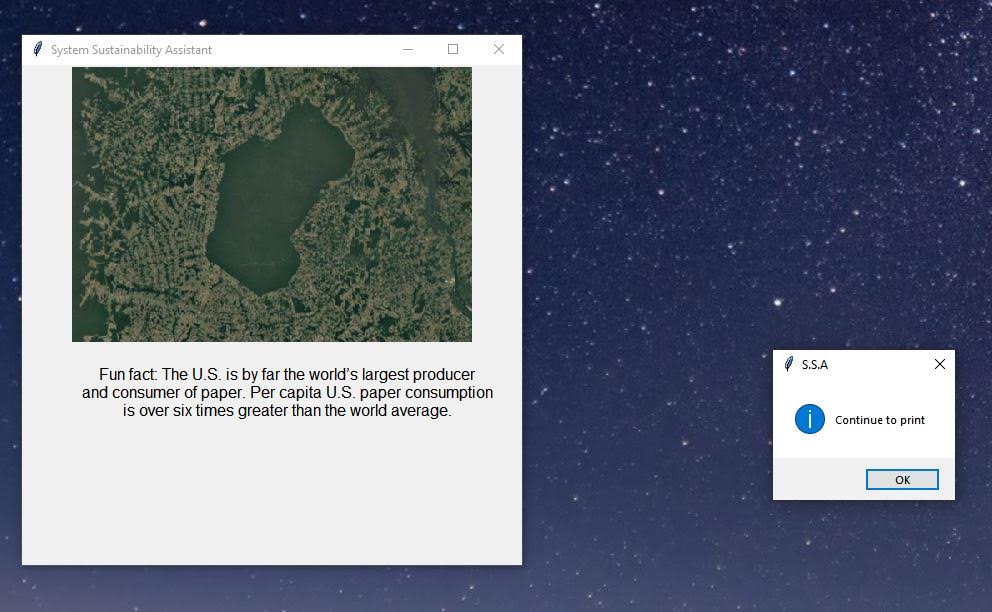 System Sustainability Assistant
Fun fact: The U.S. is by far the world’s largest producer
and consumer of paper. Per capita U.S. paper consumption
is over six times greater than the world average.
S.S.A
Continue to print
OK